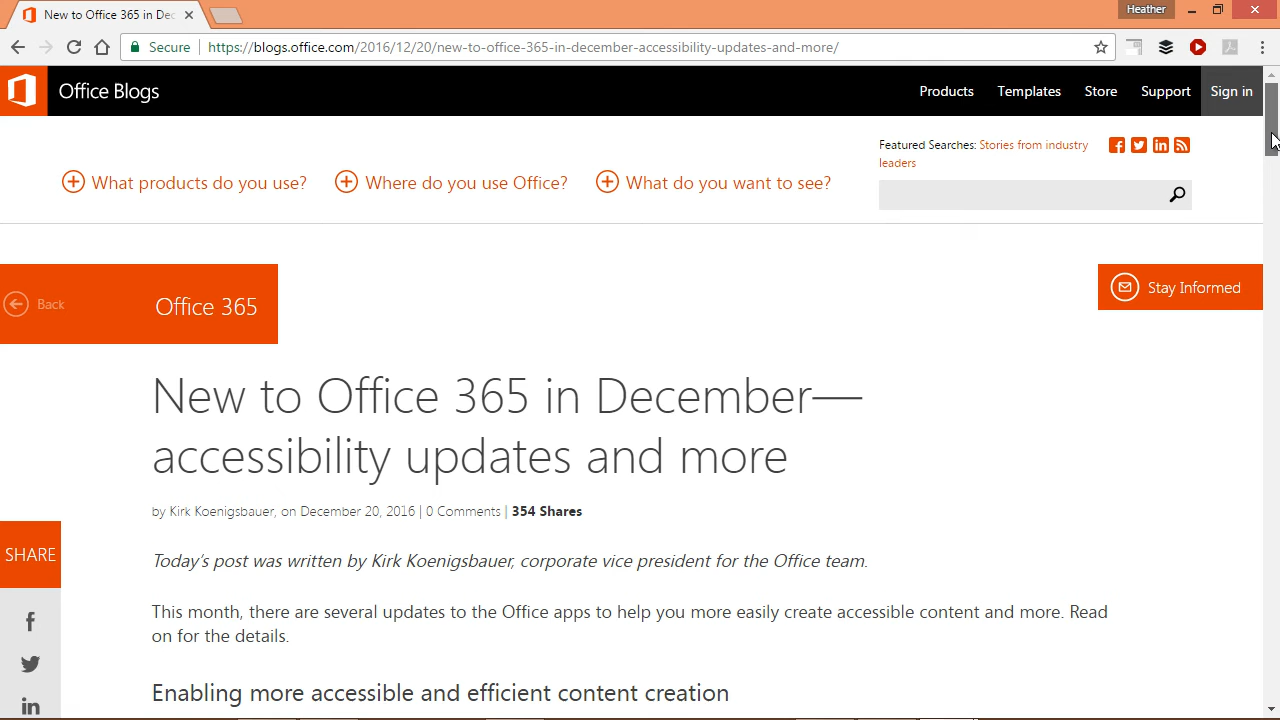 New to Office 365 in Dec
Heather
Secure
https://blogs.office.com/2016/12/20/new-to-office-365-in-december-accessibility-updates-and-more/
Office Blogs
Products
Templates
Store
Support
Sign in
What products do you use?
Where do you use Office?
What do you want to see?
Featured Searches: Stories from industry
leaders
Back
Office 365
Stay Informed
New to Office 365 in December—
accessibility updates and more
by Kirk Koenigsbauer, on December 20, 2016 | 0 Comments | 354 Shares
SHARE
Today's post was written by Kirk Koenigsbauer, corporate vice president for the Office team.
This month, there are several updates to the Office apps to help you more easily create accessible content and more. Read
on for the details.
Enabling more accessible and efficient content creation